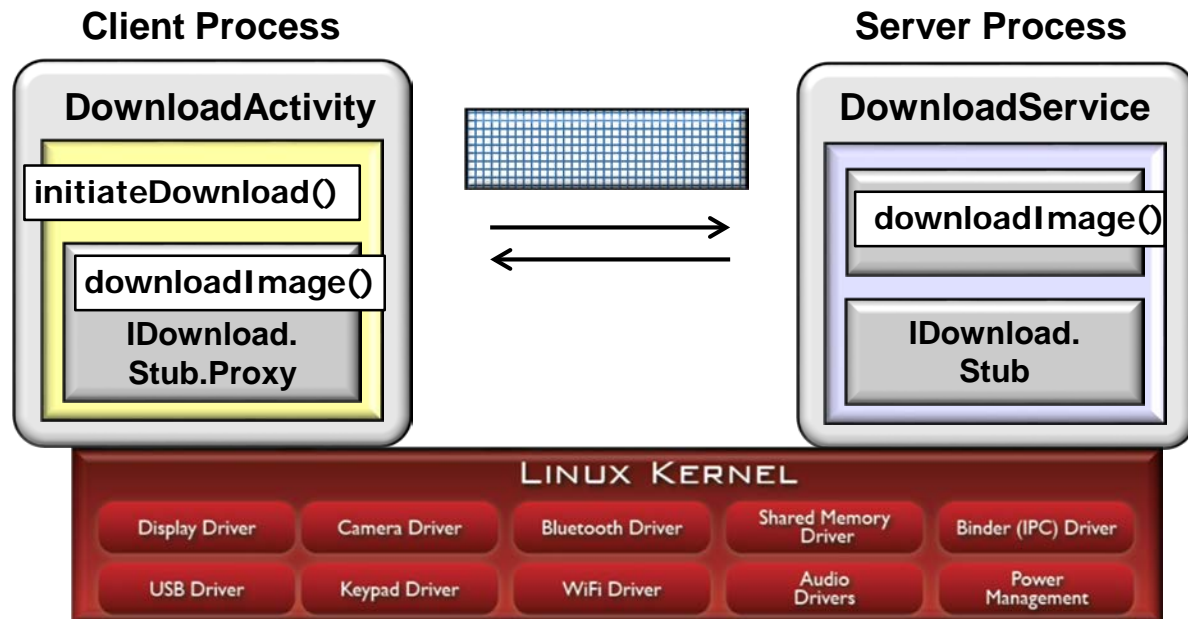 Client Process
Server Process
DownloadActivity
DownloadService
initiateDownload()
downloadImage()
downloadImage()
IDownload.
Stub.Proxy
IDownload.
Stub
LINUX KERNEL
Display Driver
Camera Driver
Bluetooth Driver
Shared Memory
Driver
Binder (IPC) Driver
USB Driver
Keypad Driver
WiFi Driver
Audio
Drivers
Power
Management